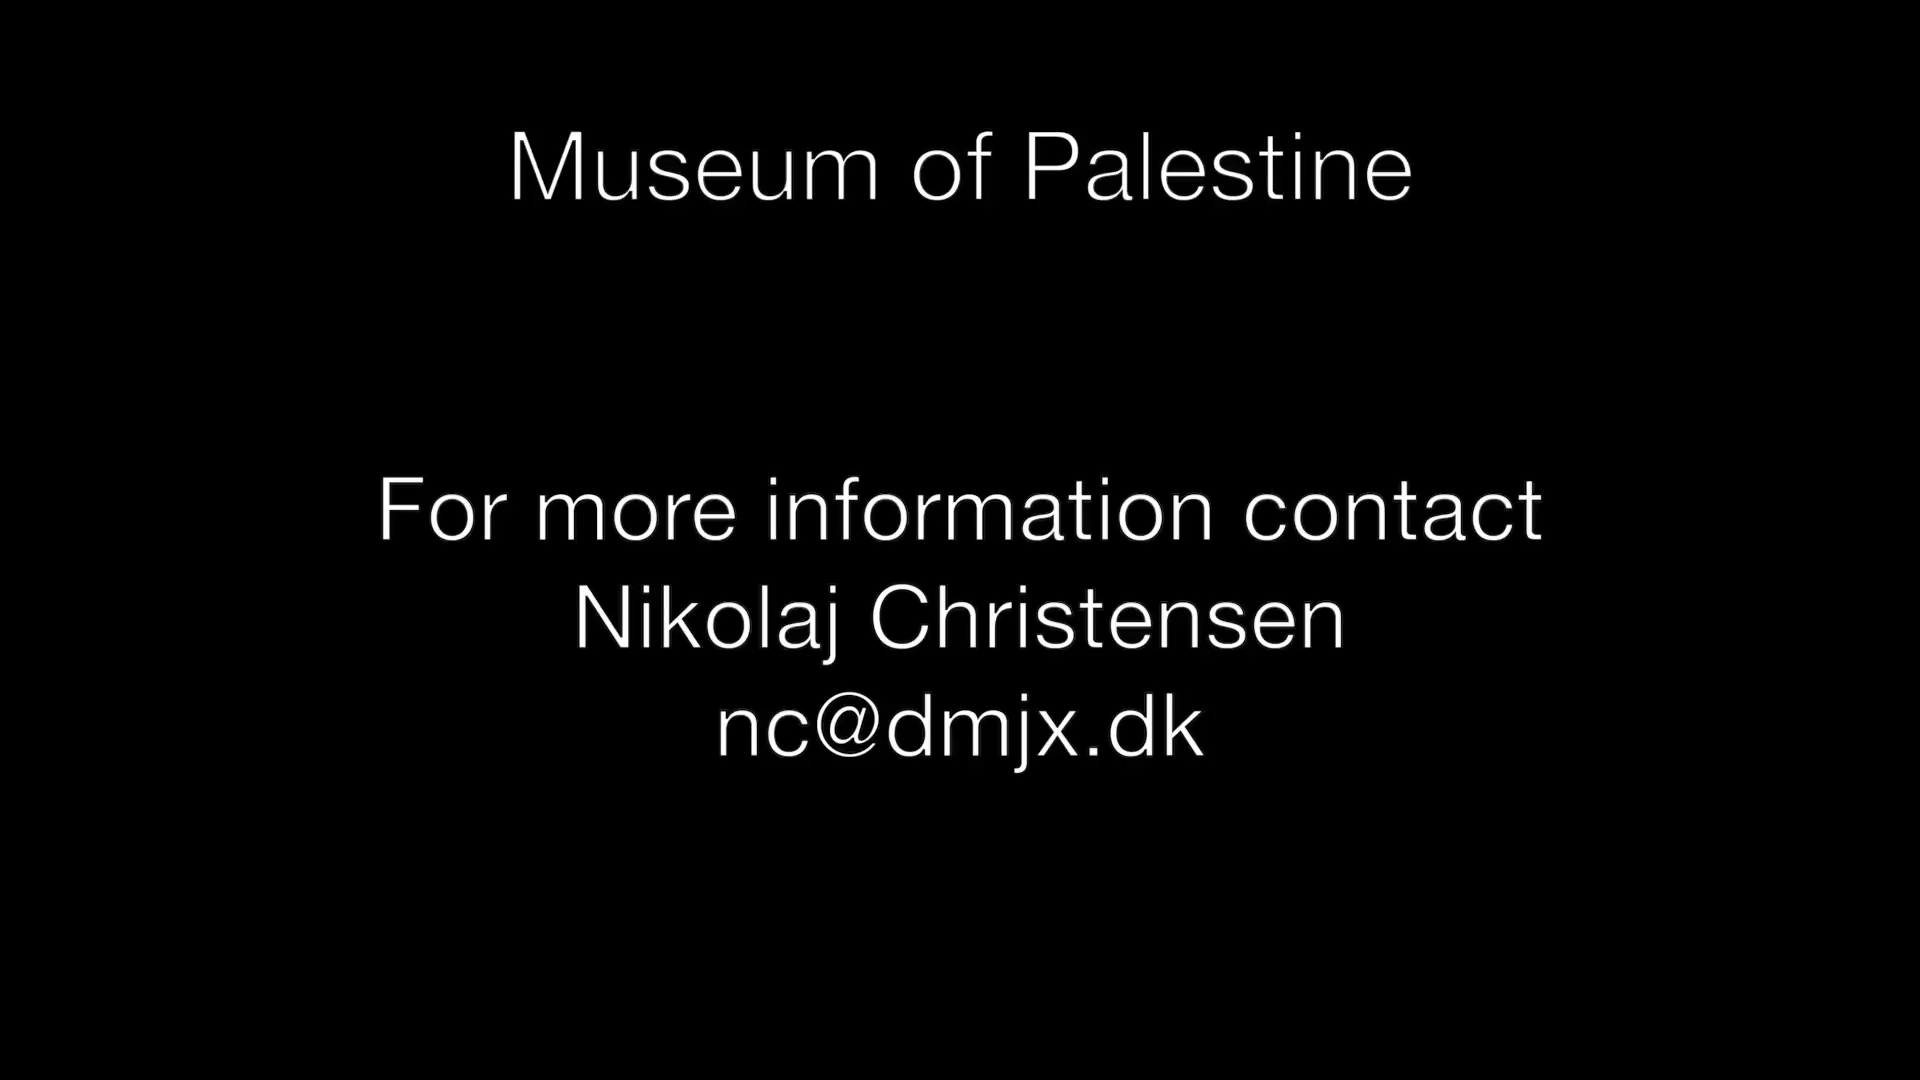 Museum of Palestine
For more information contact
Nikolaj Christensen
nc@dmjx.dk